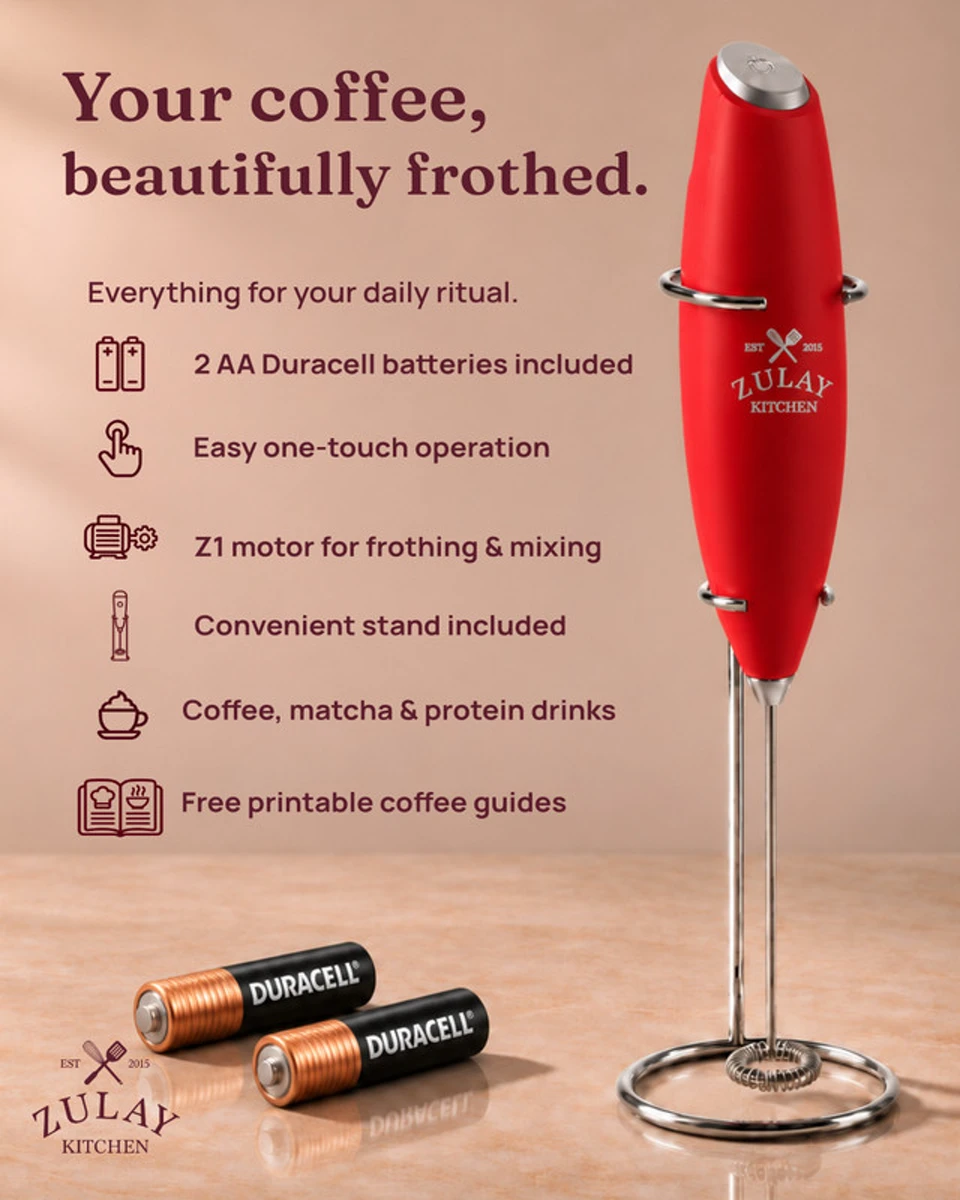 Your coffee,
beautifully frothed.
Everything for your daily ritual.
2 AA Duracell batteries included
Easy one-touch operation
Z1 motor for frothing & mixing
Convenient stand included
Coffee, matcha & protein drinks
Free printable coffee guides
EST 2015
ZULAY
KITCHEN
DURACELL®
DURACELL®
EST 2015
ZULAY
KITCHEN